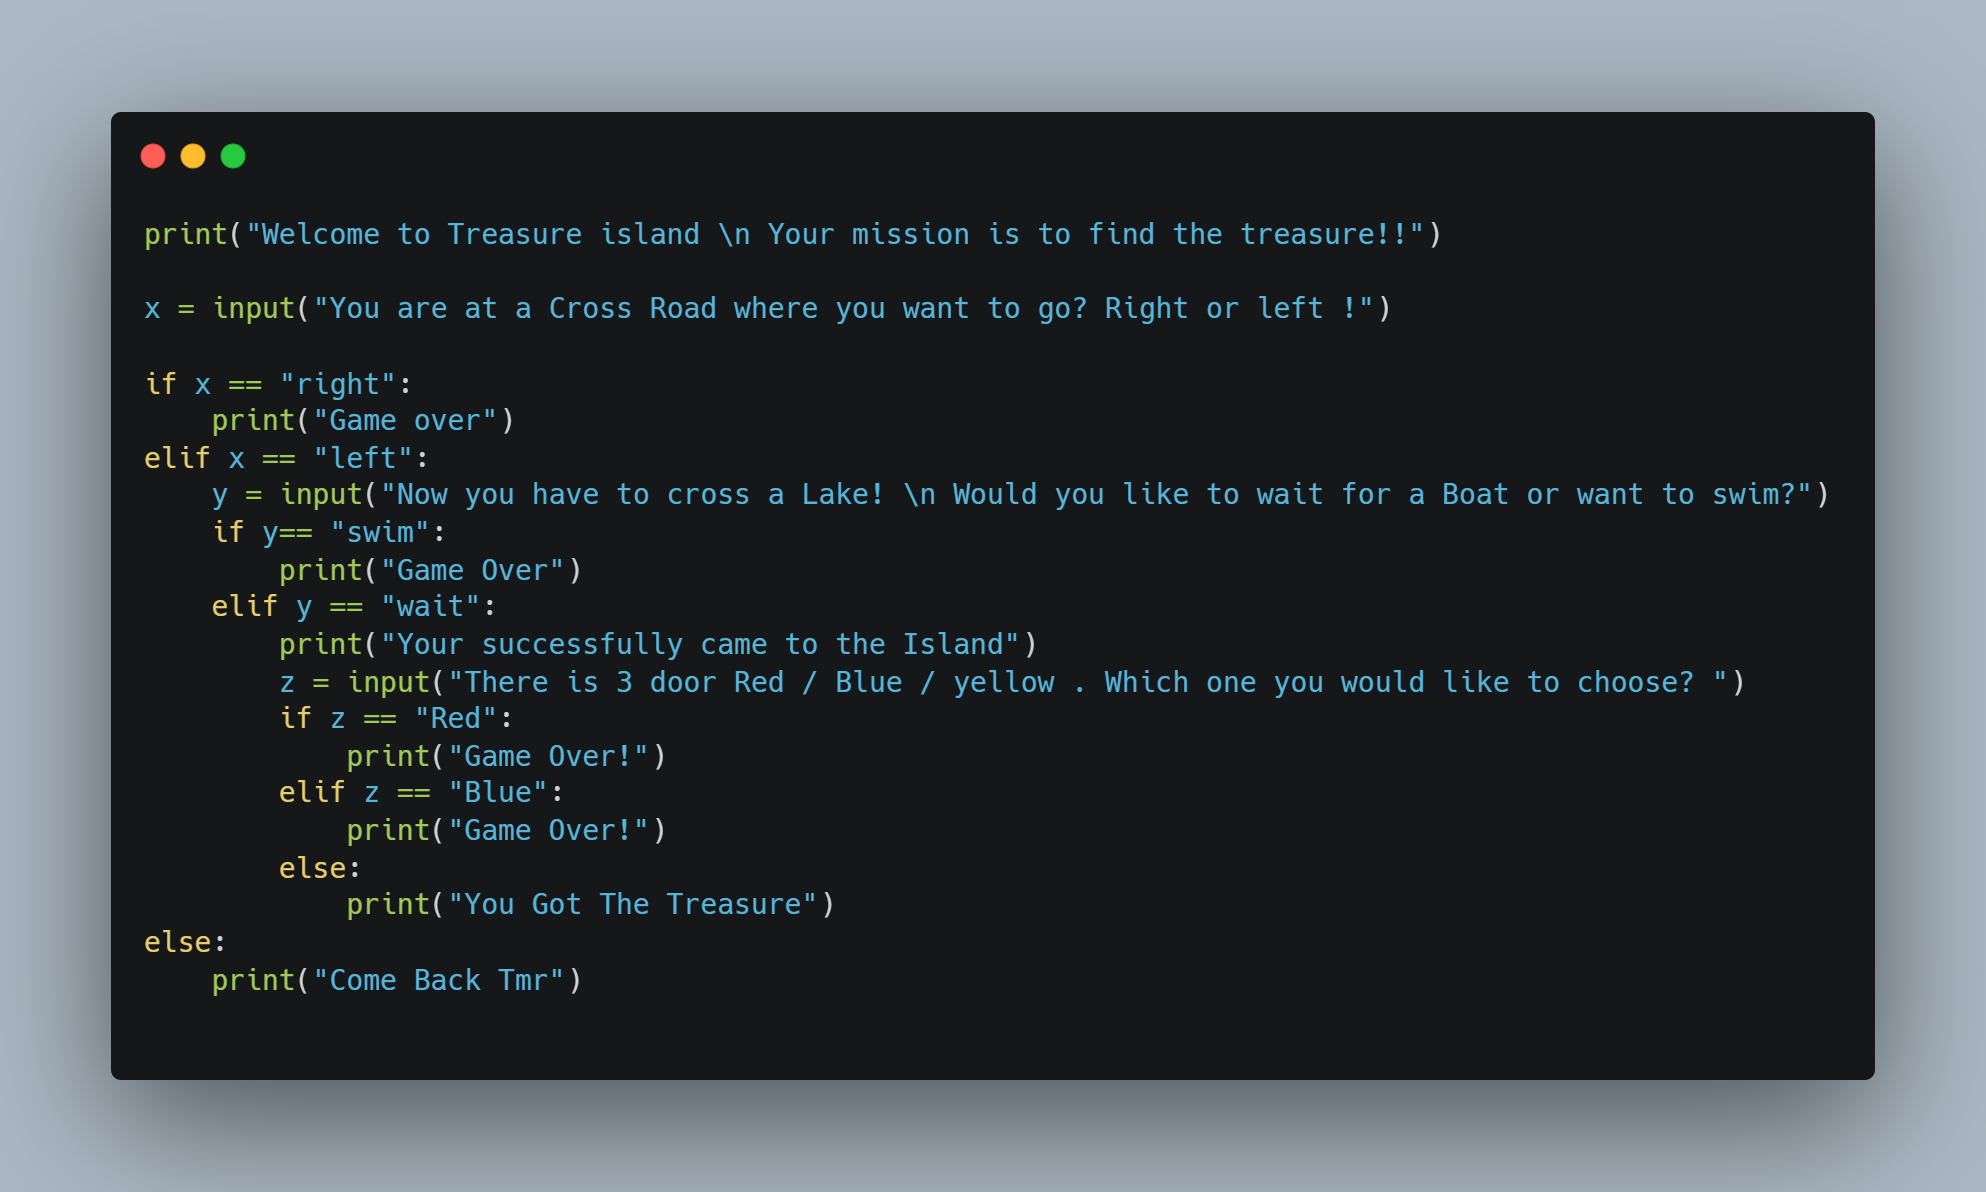 print("Welcome to Treasure island \n Your mission is to find the treasure!!")
x = input("You are at a Cross Road where you want to go? Right or left !")
if x == "right":
    print("Game over")
elif x == "left":
    y = input("Now you have to cross a Lake! \n Would you like to wait for a Boat or want to swim?")
    if y== "swim":
        print("Game Over")
    elif y == "wait":
        print("Your successfully came to the Island")
        z = input("There is 3 door Red / Blue / yellow . Which one you would like to choose? ")
        if z == "Red":
            print("Game Over!")
        elif z == "Blue":
            print("Game Over!")
        else:
            print("You Got The Treasure")
else:
    print("Come Back Tmr")